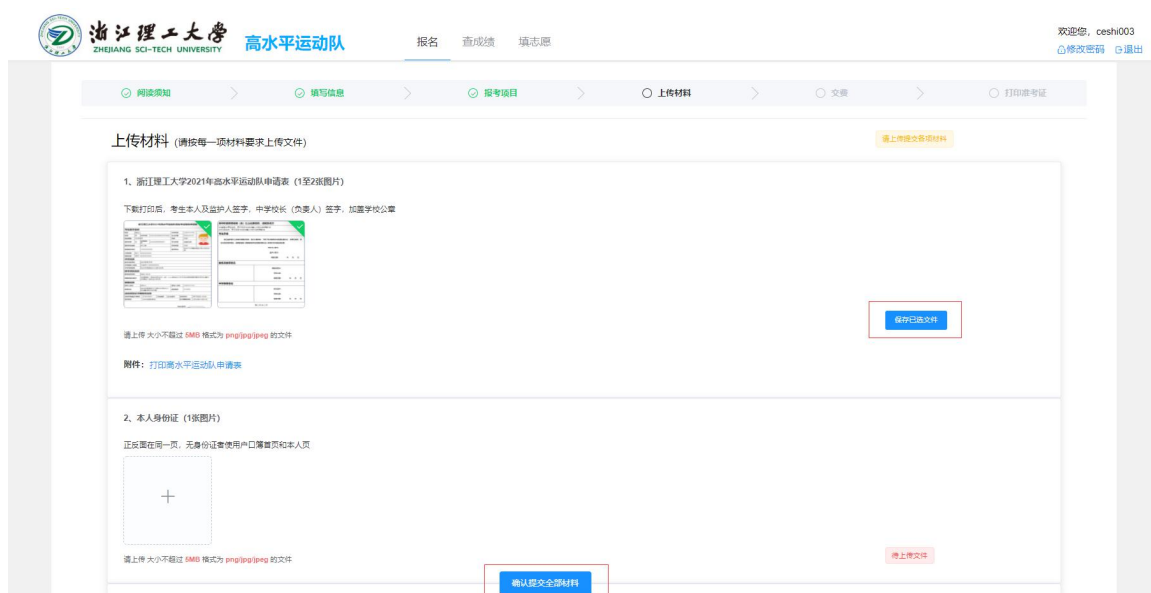 浙江理工大学
ZHEJIANG SCI-TECH UNIVERSITY
高水平运动队
报名 查成绩 填志愿
欢迎您，ceshi003
修改密码 退出
阅读须知 填写信息 报考项目 上传材料 交费 打印准考证
上传材料（请按每一项材料要求上传文件）
请上传提交各项材料
1、浙江理工大学2021年高水平运动队申请表（1至2张图片）
下载打印后，考生本人及监护人签字，中学校长（负责人）签字，加盖学校公章
保存已选文件
请上传 大小不超过 5MB 格式为 png/jpg/jpeg 的文件
附件：打印高水平运动队申请表
2、本人身份证（1张图片）
正反面在同一页，无身份证者使用户口簿首页和本人页
请上传 大小不超过 5MB 格式为 png/jpg/jpeg 的文件
待上传文件
确认提交全部材料